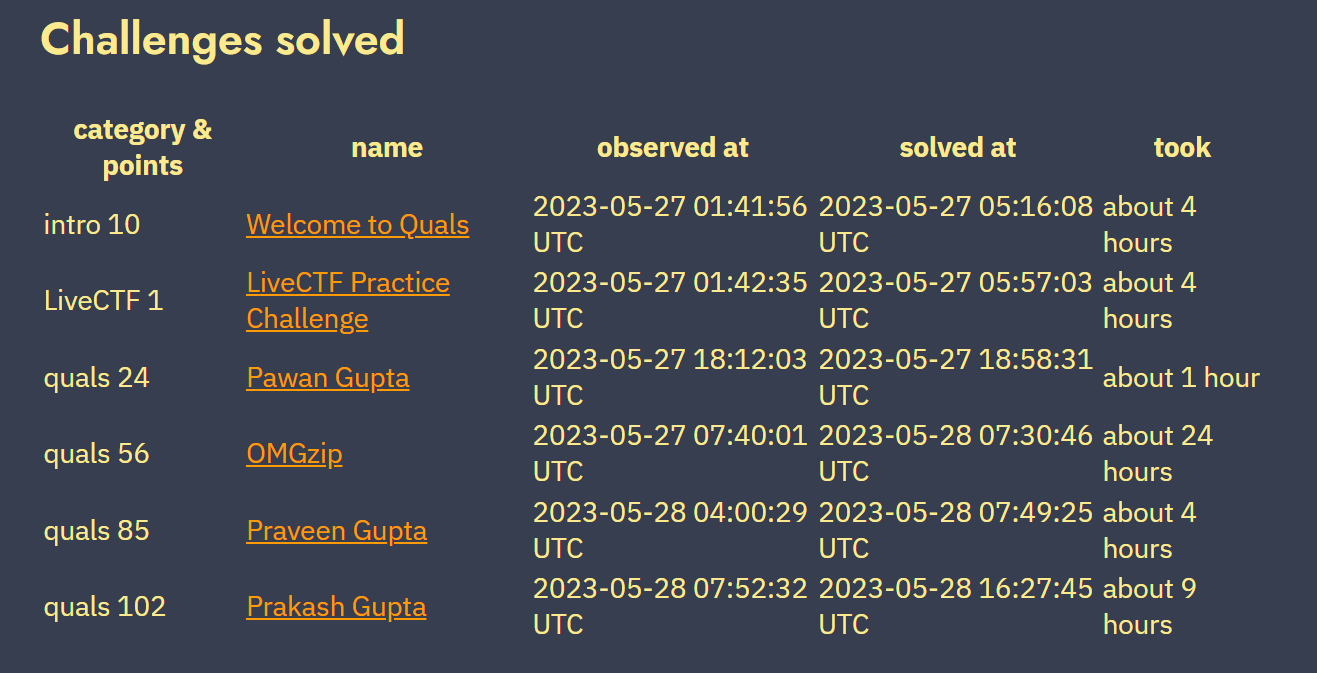 Challenges solved
category &
points
name
observed at
solved at
took
intro 10
Welcome to Quals
2023-05-27 01:41:56
UTC
2023-05-27 05:16:08
UTC
about 4
hours
LiveCTF 1
LiveCTF Practice
Challenge
2023-05-27 01:42:35
UTC
2023-05-27 05:57:03
UTC
about 4
hours
quals 24
Pawan Gupta
2023-05-27 18:12:03
UTC
2023-05-27 18:58:31
UTC
about 1 hour
quals 56
OMGzip
2023-05-27 07:40:01
UTC
2023-05-28 07:30:46
UTC
about 24
hours
quals 85
Praveen Gupta
2023-05-28 04:00:29
UTC
2023-05-28 07:49:25
UTC
about 4
hours
quals 102
Prakash Gupta
2023-05-28 07:52:32
UTC
2023-05-28 16:27:45
UTC
about 9
hours